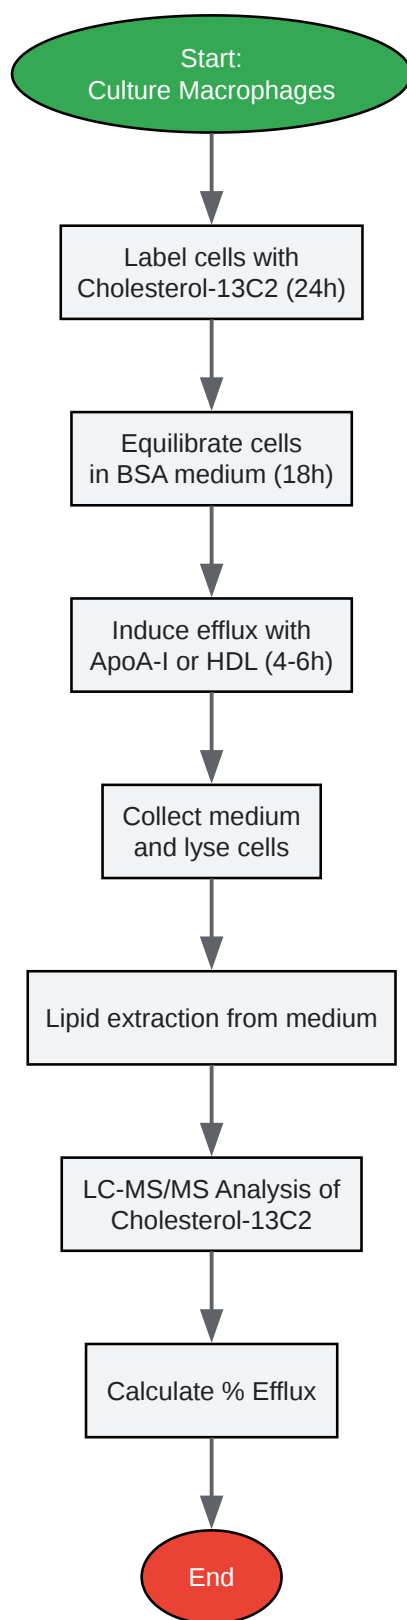 Start:
Culture Macrophages
Label cells with
Cholesterol-13C2 (24h)
Equilibrate cells
in BSA medium (18h)
Induce efflux with
ApoA-I or HDL (4-6h)
Collect medium
and lyse cells
Lipid extraction from medium
LC-MS/MS Analysis of
Cholesterol-13C2
Calculate % Efflux
End